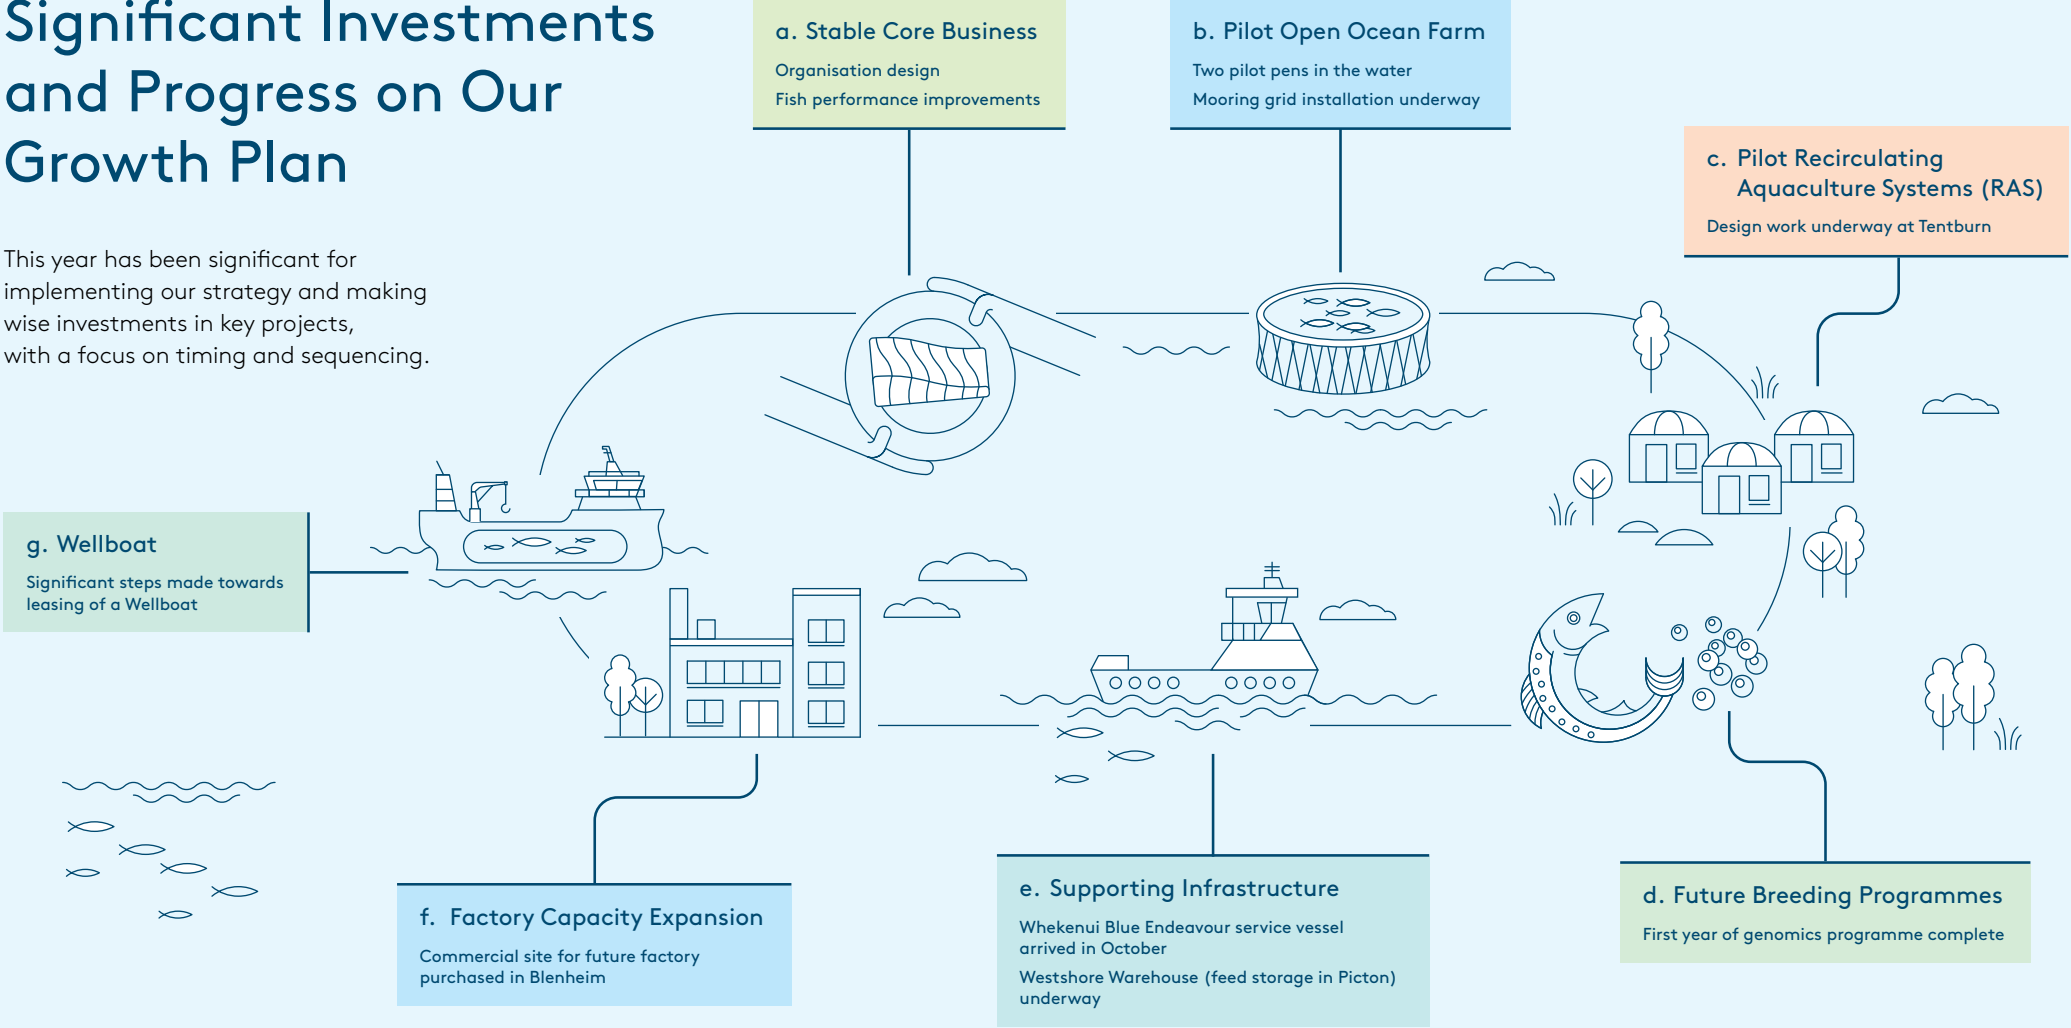 Significant Investments
and Progress on Our
Growth Plan
This year has been significant for
implementing our strategy and making
wise investments in key projects,
with a focus on timing and sequencing.
a. Stable Core Business
Organisation design
Fish performance improvements
b. Pilot Open Ocean Farm
Two pilot pens in the water
Mooring grid installation underway
c. Pilot Recirculating
Aquaculture Systems (RAS)
Design work underway at Tentburn
d. Future Breeding Programmes
First year of genomics programme complete
e. Supporting Infrastructure
Whekenui Blue Endeavour service vessel
arrived in October
Westshore Warehouse (feed storage in Picton)
underway
f. Factory Capacity Expansion
Commercial site for future factory
purchased in Blenheim
g. Wellboat
Significant steps made towards
leasing of a Wellboat